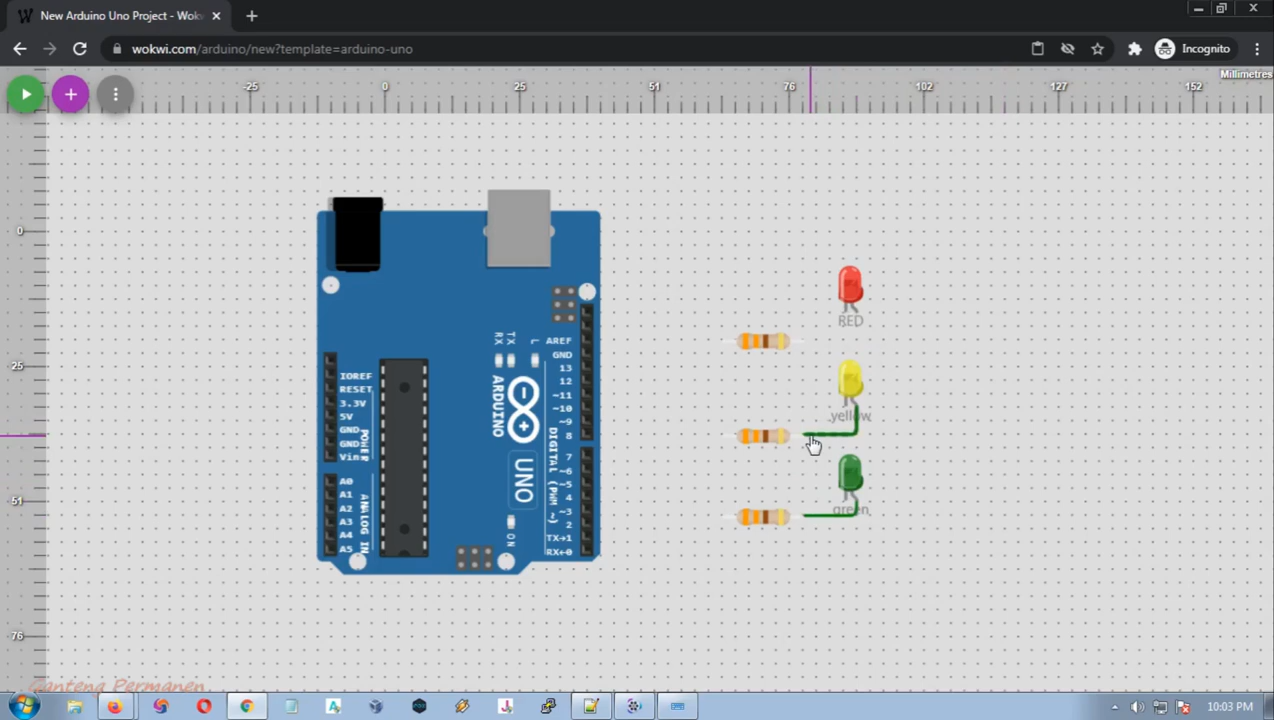 New Arduino Uno Project - Wokwi
wokwi.com/arduino/new?template=arduino-uno
Incognito
Millimetres
-25 0 25 51 76 102 127 152
0
25
51
76
RX TX L
AREF
GND
13
12
~11
~10
~9
8
7
~6
~5
4
~3
2
TX→1
RX←0
DIGITAL (PWM ~)
IOREF
RESET
3.3V
5V
GND
GND
Vin
POWER
A0
A1
A2
A3
A4
A5
ANALOG IN
ARDUINO
UNO
ON
RED
yellow
green
Ganteng Permanen
10:03 PM